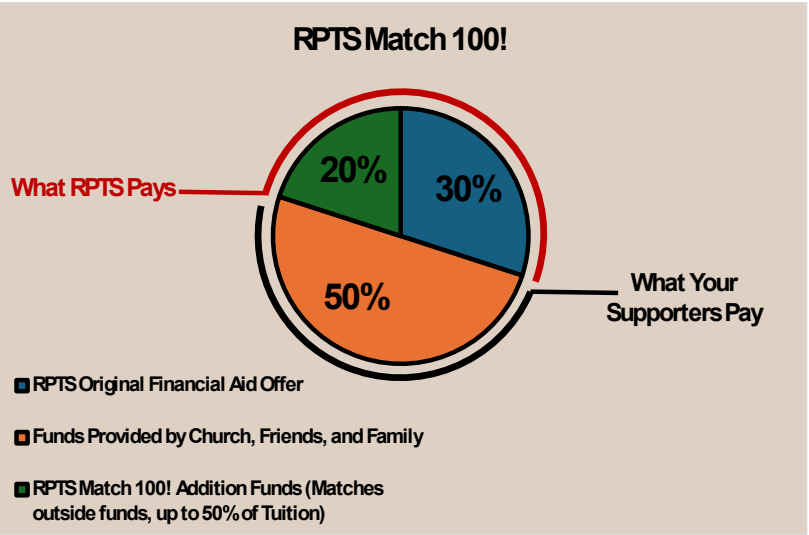 RPTS Match 100!
20%
30%
What RPTS Pays
50%
What Your
Supporters Pay
RPTS Original Financial Aid Offer
Funds Provided by Church, Friends, and Family
RPTS Match 100! Addition Funds (Matches
outside funds, up to 50% of Tuition)